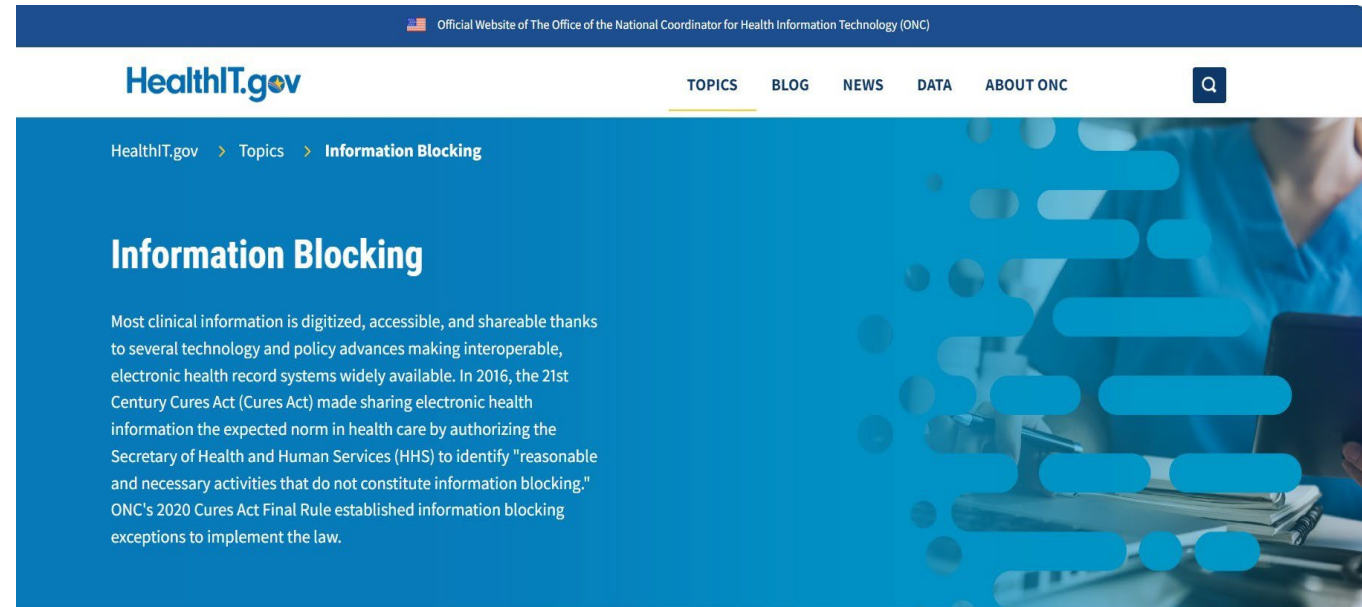 Official Website of The Office of the National Coordinator for Health Information Technology (ONC)
HealthIT.gov
TOPICS BLOG NEWS DATA ABOUT ONC
HealthIT.gov > Topics > Information Blocking
Information Blocking
Most clinical information is digitized, accessible, and shareable thanks
to several technology and policy advances making interoperable,
electronic health record systems widely available. In 2016, the 21st
Century Cures Act (Cures Act) made sharing electronic health
information the expected norm in health care by authorizing the
Secretary of Health and Human Services (HHS) to identify "reasonable
and necessary activities that do not constitute information blocking."
ONC's 2020 Cures Act Final Rule established information blocking
exceptions to implement the law.